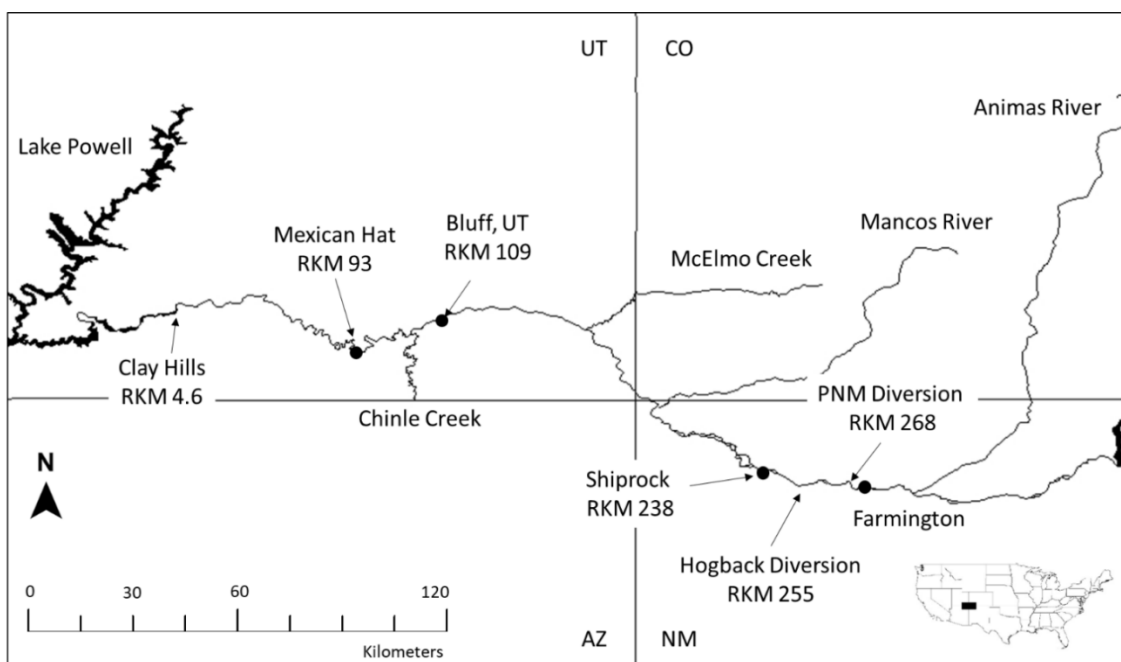 UT
CO
Animas River
Lake Powell
Mancos River
Bluff, UT
RKM 109
Mexican Hat
RKM 93
McElmo Creek
Clay Hills
RKM 4.6
PNM Diversion
RKM 268
Chinle Creek
N
Shiprock
RKM 238
Farmington
Hogback Diversion
RKM 255
0
30
60
120
Kilometers
AZ
NM